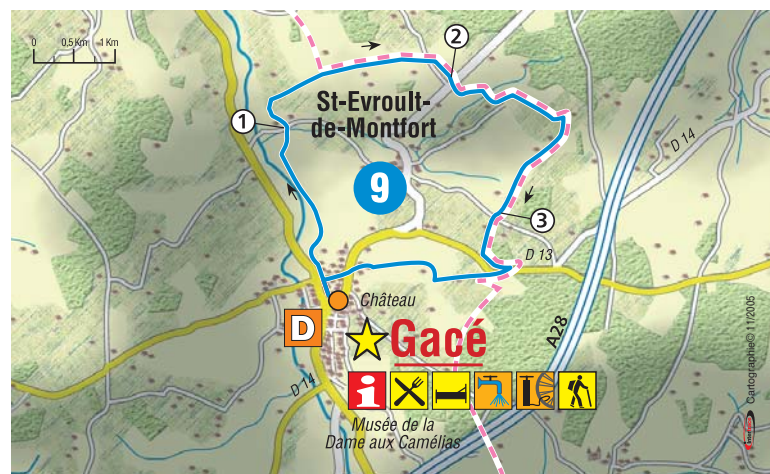 0 0.5 Km 1 Km
2
St-Evroult-
de-Montfort
1
D 14
9
3
D 13
Château
D
Gacé
A28
i
D 14
Musée de la
Dame aux Camélias
Cartographie© 11/2005